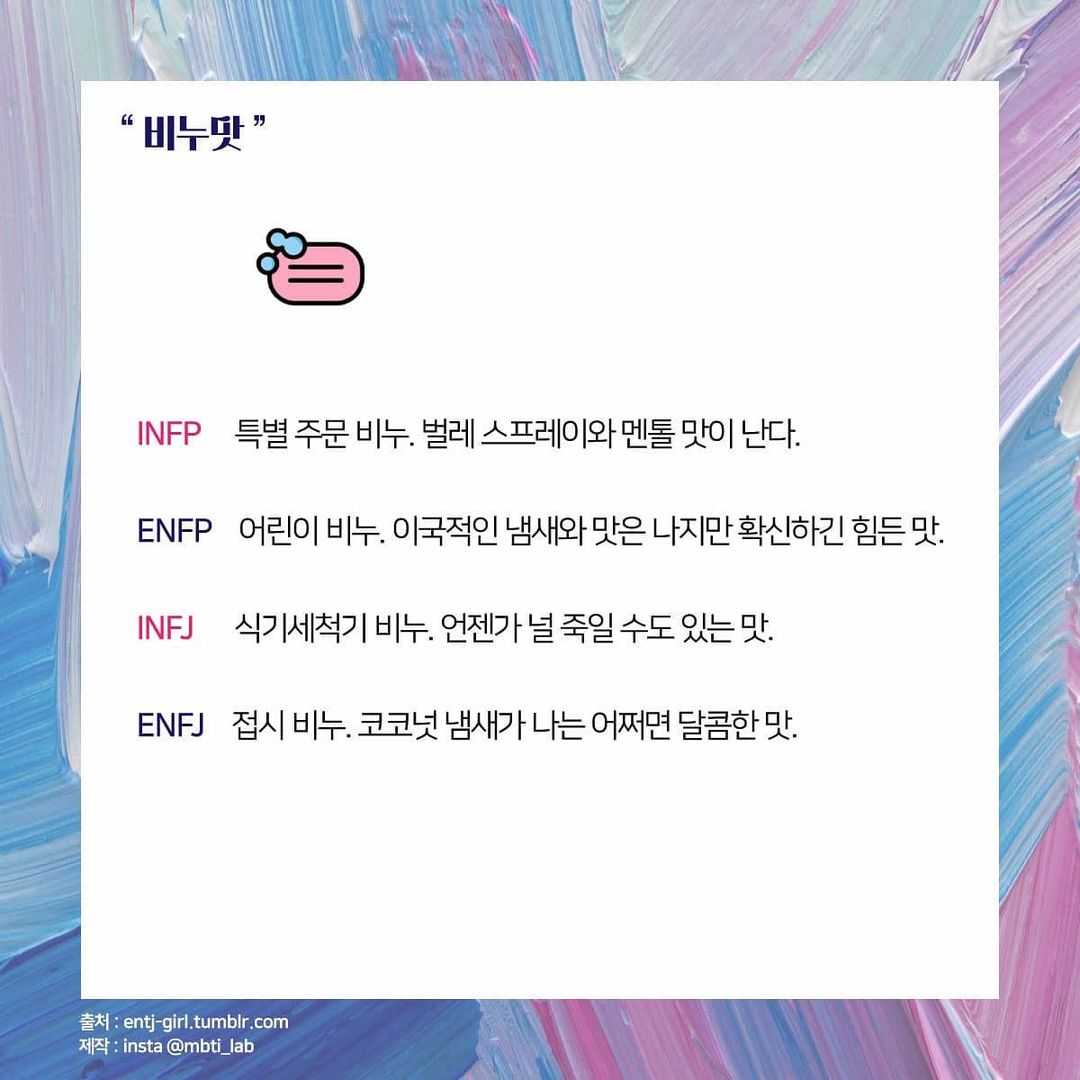 “ 비누맛 ”
INFP 특별 주문 비누. 벌레 스프레이와 멘톨 맛이 난다.
ENFP 어린이 비누. 이국적인 냄새와 맛은 나지만 확신하긴 힘든 맛.
INFJ 식기세척기 비누. 언젠가 널 죽일 수도 있는 맛.
ENFJ 접시 비누. 코코넛 냄새가 나는 어쩌면 달콤한 맛.
출처 : entj-girl.tumblr.com
제작 : insta @mbti_lab